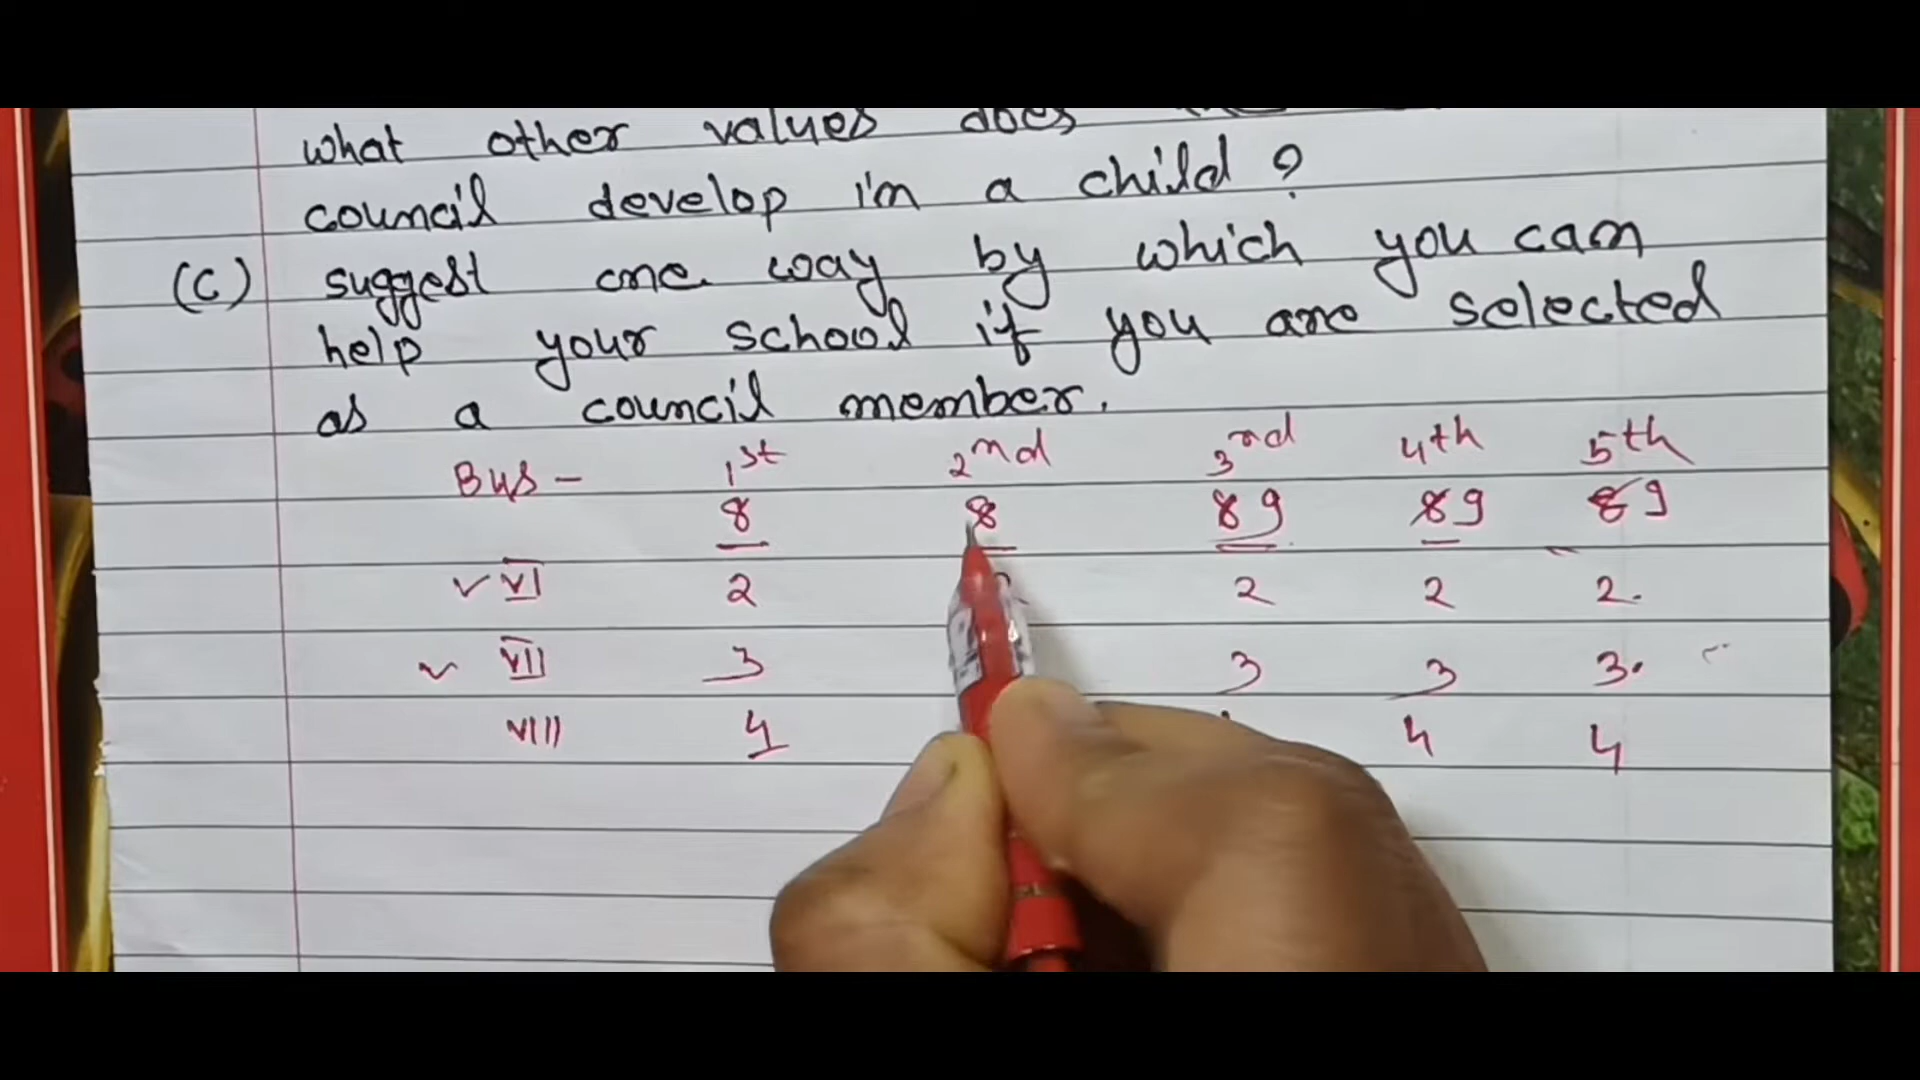 what other values does
council develop in a child?
(C) suggest one way by which you can
help your school if you are selected
as a council member.
Bus - 1st 2nd 3rd 4th 5th
8 8 8 9 8 9 8 9
✓ VI 2 2 2 2.
✓ VII 3 3 3 3.
VIII 4 4 4